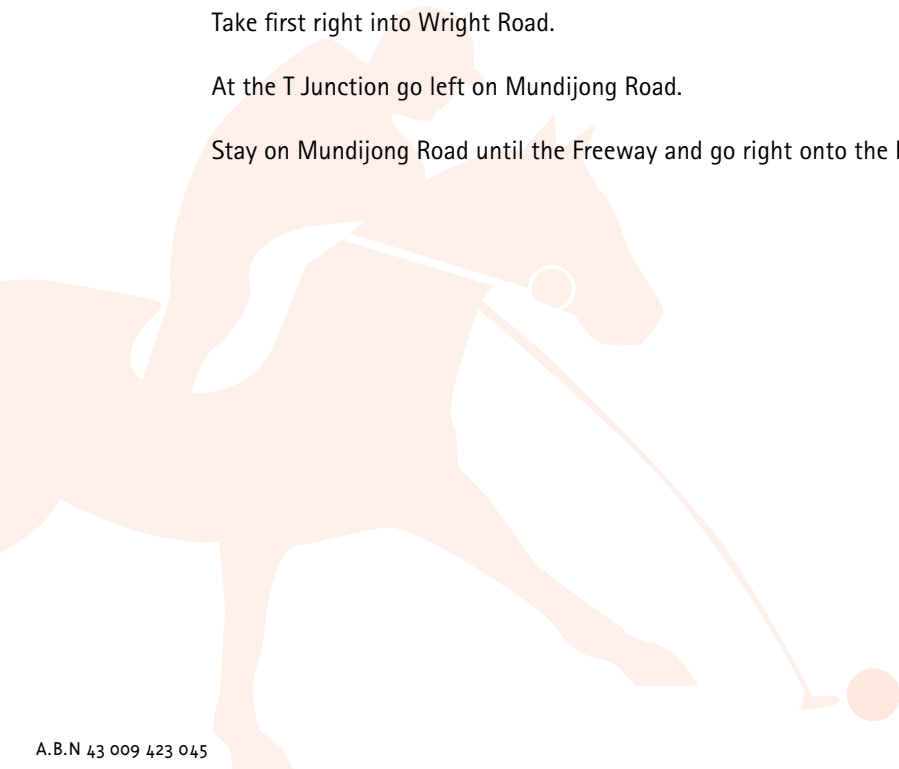 Take first right into Wright Road.
At the T Junction go left on Mundijong Road.
Stay on Mundijong Road until the Freeway and go right onto the
A.B.N 43 009 423 045